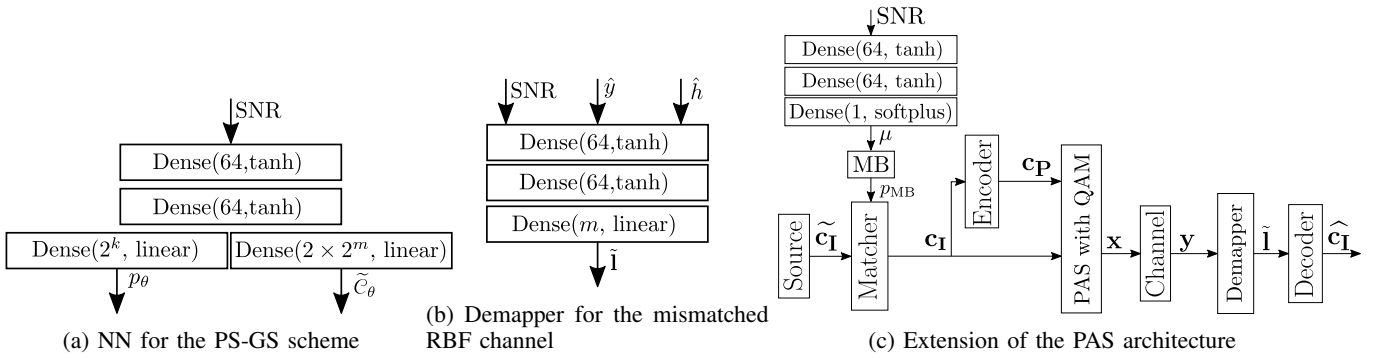 SNR
Dense(64,tanh)
Dense(64,tanh)
Dense(2^k, linear)
Dense(2 × 2^m, linear)
p_θ
C̃_θ
(a) NN for the PS-GS scheme
SNR
ŷ
ĥ
Dense(64,tanh)
Dense(64,tanh)
Dense(m, linear)
l̃
(b) Demapper for the mismatched
RBF channel
SNR
Dense(64, tanh)
Dense(64, tanh)
Dense(1, softplus)
μ
MB
p_MB
Source
c̃_I
Matcher
c_I
Encoder
c_P
PAS with QAM
x
Channel
y
Demapper
l̃
Decoder
ĉ_I
(c) Extension of the PAS architecture